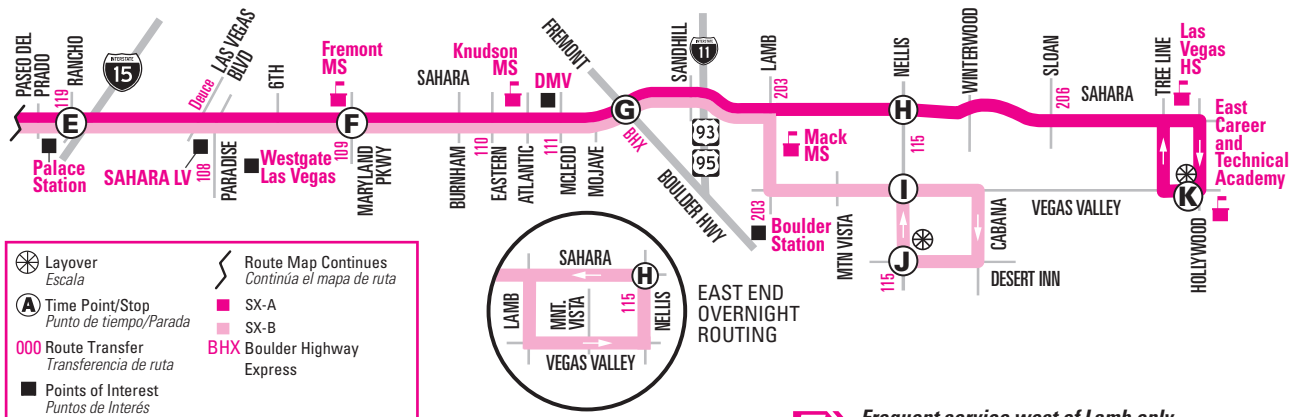 PASEO DEL
PRADO
RANCHO
119
INTERSTATE
15
Deuce
LAS VEGAS
BLVD
6TH
Fremont
MS
SAHARA
Knudson
MS
DMV
FREMONT
SANDHILL
INTERSTATE
11
LAMB
203
NELLIS
WINTERWOOD
SLOAN
206
SAHARA
TREE LINE
Las
Vegas
HS
E
F
G
H
Palace
Station
SAHARA LV
108
PARADISE
Westgate
Las Vegas
109
MARYLAND
PKWY
BURNHAM
110
EASTERN
ATLANTIC
111
MCLEOD
MOJAVE
BHX
BOULDER HWY
93
95
Mack
MS
115
East
Career
and
Technical
Academy
203
Boulder
Station
MTN VISTA
I
CABANA
VEGAS VALLEY
K
HOLLYWOOD
115
J
DESERT INN
Layover
Escala
A Time Point/Stop
Punto de tiempo/Parada
000 Route Transfer
Transferencia de ruta
Points of Interest
Puntos de Interés
Route Map Continues
Continúa el mapa de ruta
SX-A
SX-B
BHX Boulder Highway
Express
SAHARA
H
LAMB
MNT.
VISTA
115
NELLIS
VEGAS VALLEY
EAST END
OVERNIGHT
ROUTING
Frequent service west of Lamb only